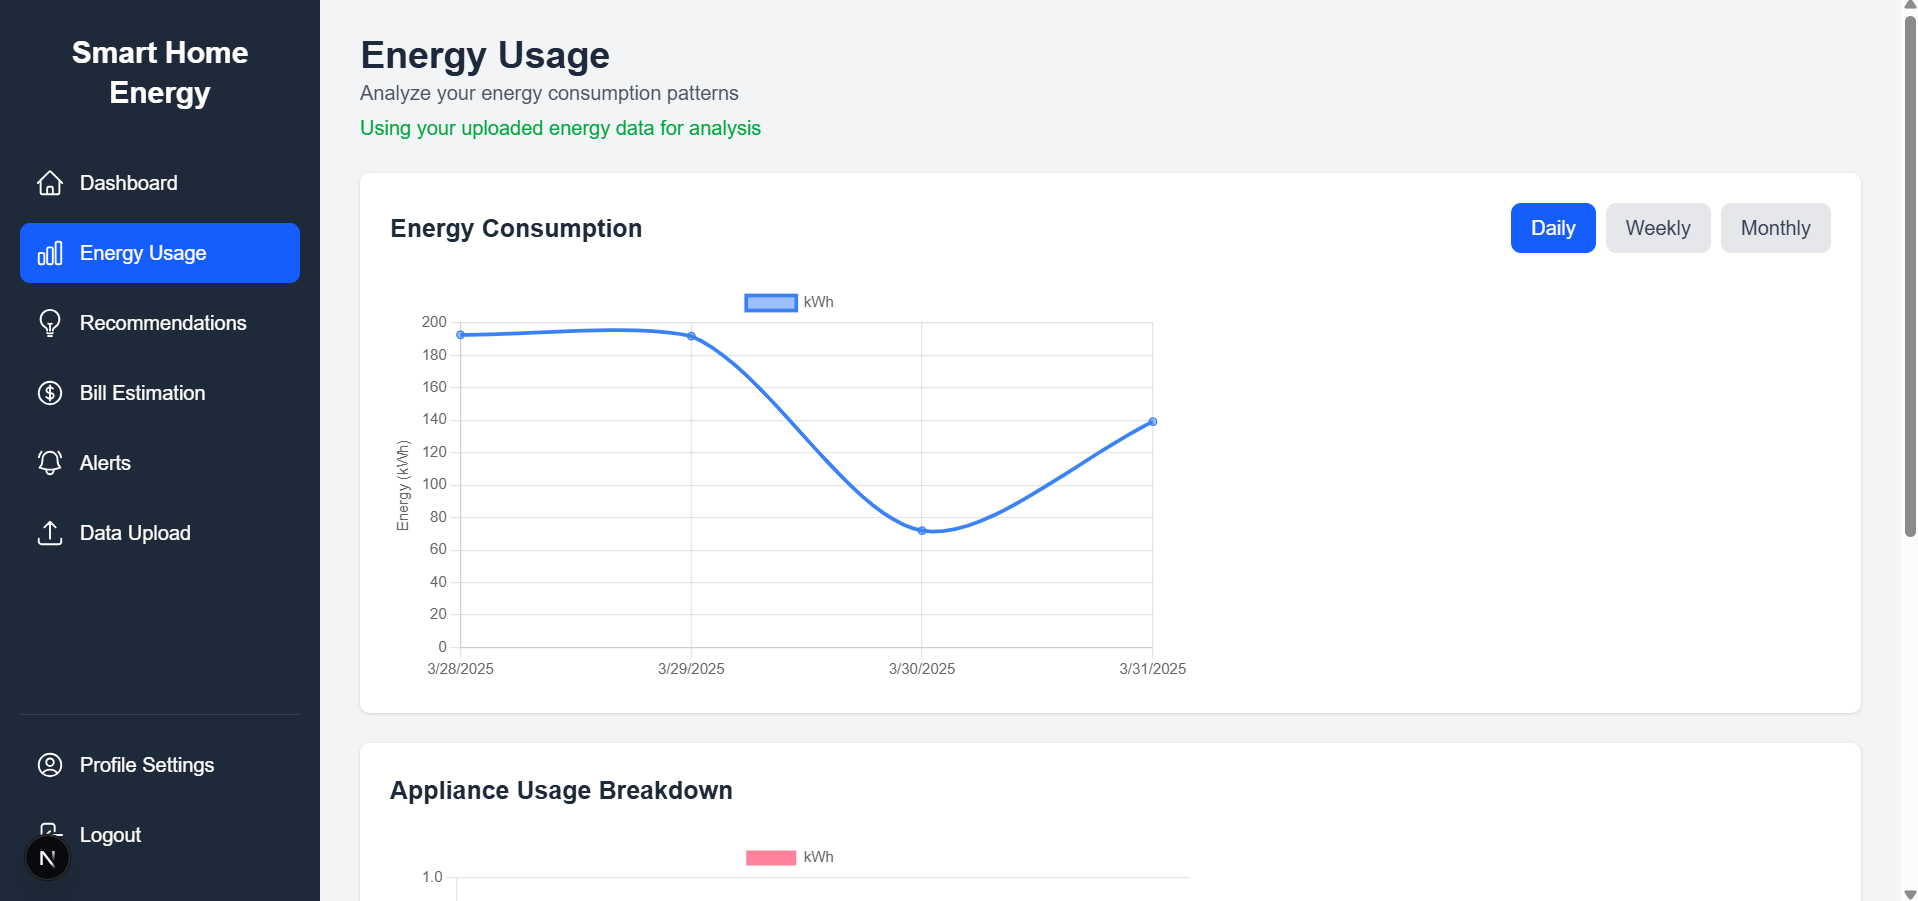 Smart Home
Energy
Dashboard
Energy Usage
Recommendations
Bill Estimation
Alerts
Data Upload
Profile Settings
Logout
N
Energy Usage
Analyze your energy consumption patterns
Using your uploaded energy data for analysis
Energy Consumption
Daily Weekly Monthly
kWh
Energy (kWh)
200
180
160
140
120
100
80
60
40
20
0
3/28/2025 3/29/2025 3/30/2025 3/31/2025
Appliance Usage Breakdown
kWh
1.0